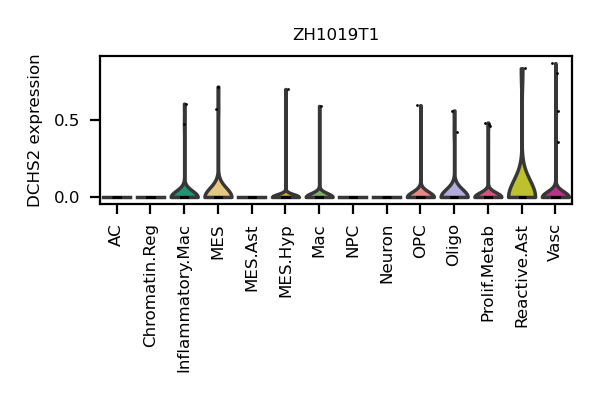 ZH1019T1
DCHS2 expression
0.5
0.0
AC
Chromatin.Reg
Inflammatory.Mac
MES
MES.Ast
MES.Hyp
Mac
NPC
Neuron
OPC
Oligo
Prolif.Metab
Reactive.Ast
Vasc